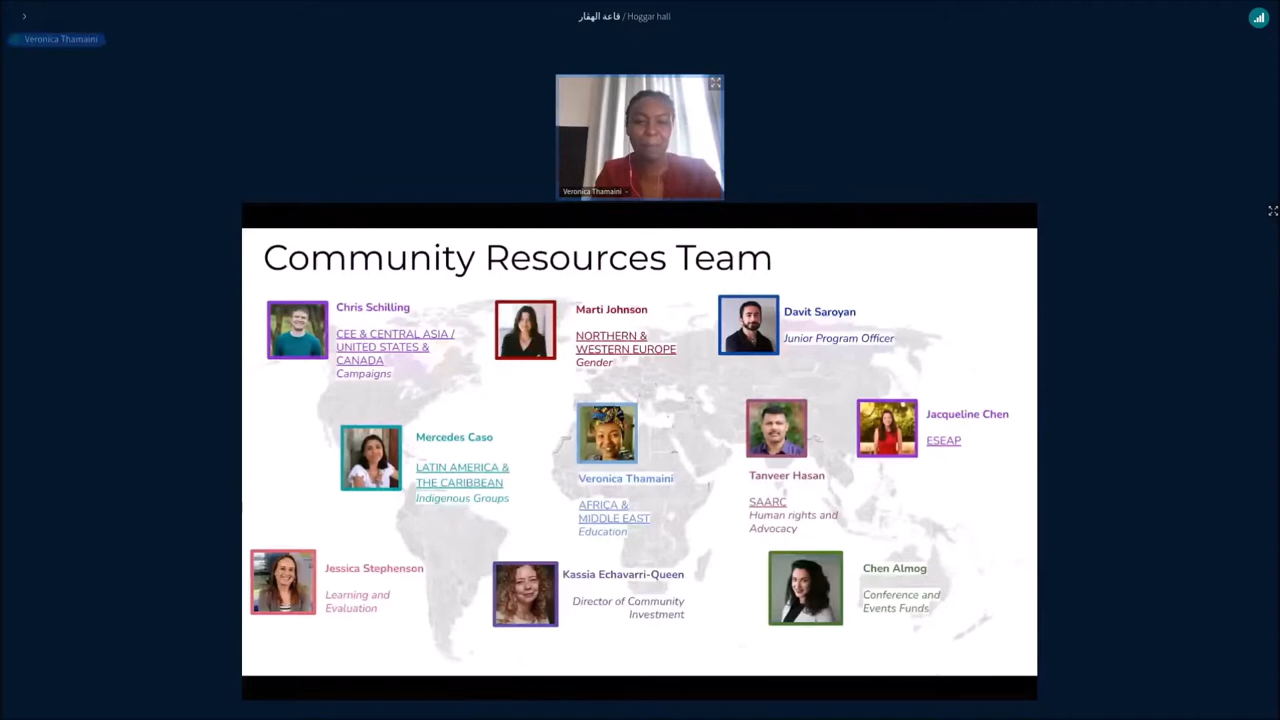 قاعة الهڨار / Hoggar hall
Veronica Thamaini
Veronica Thamaini
Community Resources Team
Chris Schilling
CEE & CENTRAL ASIA /
UNITED STATES &
CANADA
Campaigns
Marti Johnson
NORTHERN &
WESTERN EUROPE
Gender
Davit Saroyan
Junior Program Officer
Mercedes Caso
LATIN AMERICA &
THE CARIBBEAN
Indigenous Groups
Veronica Thamaini
AFRICA &
MIDDLE EAST
Education
Tanveer Hasan
SAARC
Human rights and
Advocacy
Jacqueline Chen
ESEAP
Jessica Stephenson
Learning and
Evaluation
Kassia Echavarri-Queen
Director of Community
Investment
Chen Almog
Conference and
Events Funds